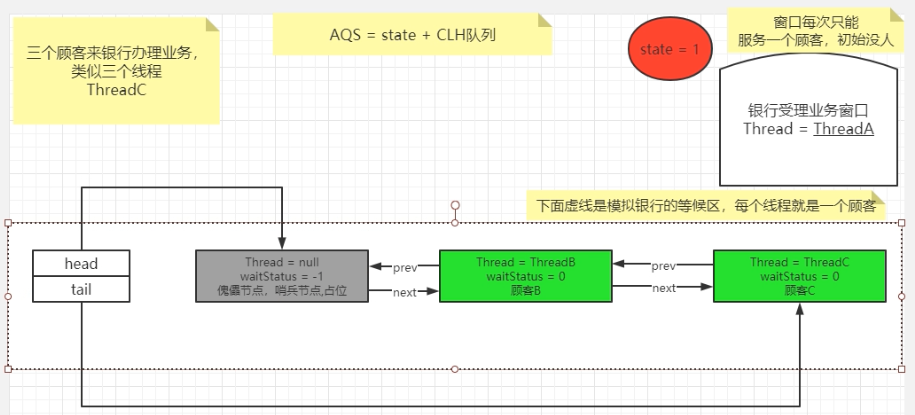 三个顾客来银行办理业务，
类似三个线程
ThreadC
AQS = state + CLH队列
state = 1
窗口每次只能
服务一个顾客，初始没人
银行受理业务窗口
Thread = ThreadA
下面虚线是模拟银行的等候区，每个线程就是一个顾客
head
tail
Thread = null
waitStatus = -1
傀儡节点，哨兵节点,占位
prev
next
Thread = ThreadB
waitStatus = 0
顾客B
prev
next
Thread = ThreadC
waitStatus = 0
顾客C